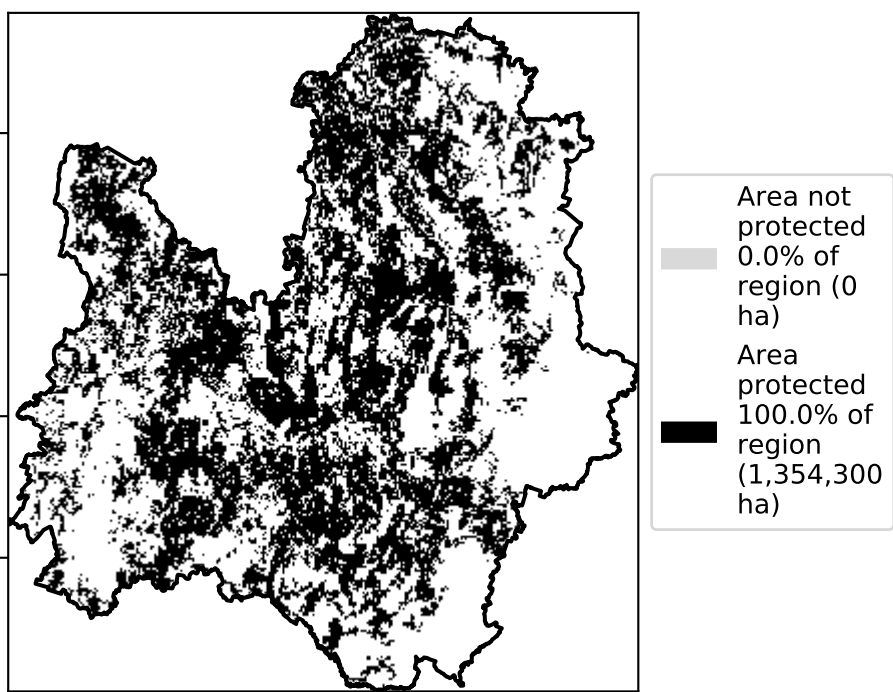 Area not
protected
0.0% of
region (0
ha)
Area
protected
100.0% of
region
(1,354,300
ha)